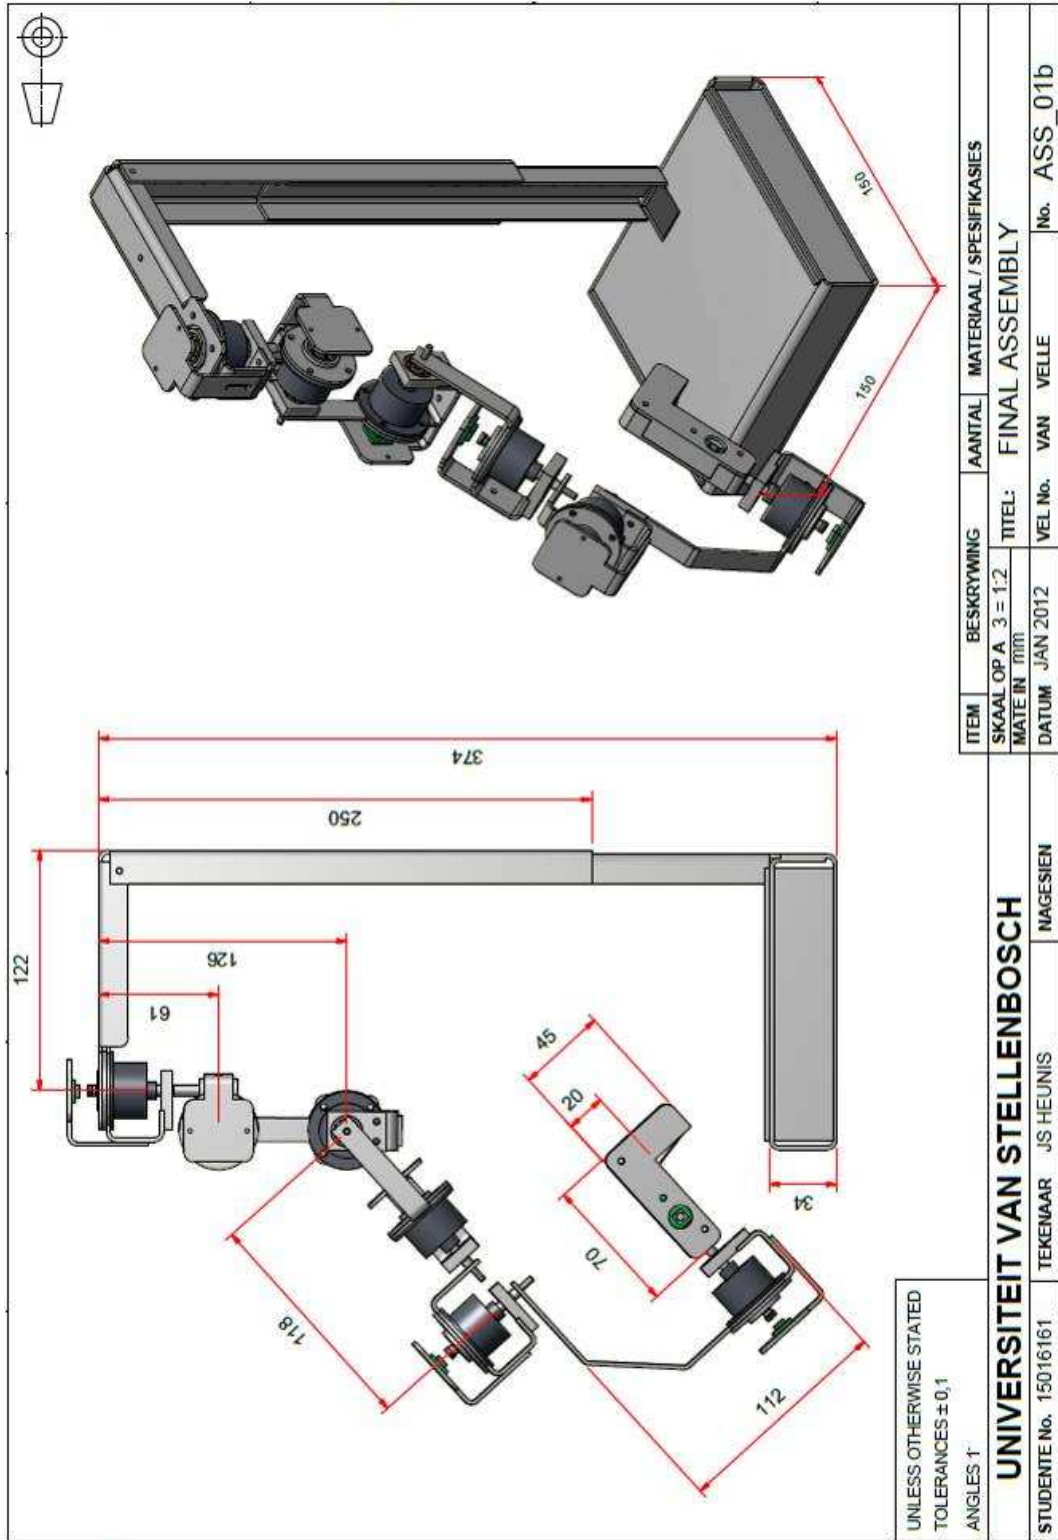 150
150
374
250
122
126
61
45
20
70
34
118
112
UNLESS OTHERWISE STATED
TOLERANCES ± 0,1
ANGLES 1°
ITEM BESKRYWING AANTAL MATERIAAL / SPESIFIKASIES
UNIVERSITEIT VAN STELLENBOSCH
SKAAL OP A 3 = 1:2
MATE IN mm
TITEL: FINAL ASSEMBLY
STUDENTE No. 15016161 TEKENAAR JS HEUNIS NAGESIEN DATUM JAN 2012 VEL No. VAN VELLE No. ASS_01b